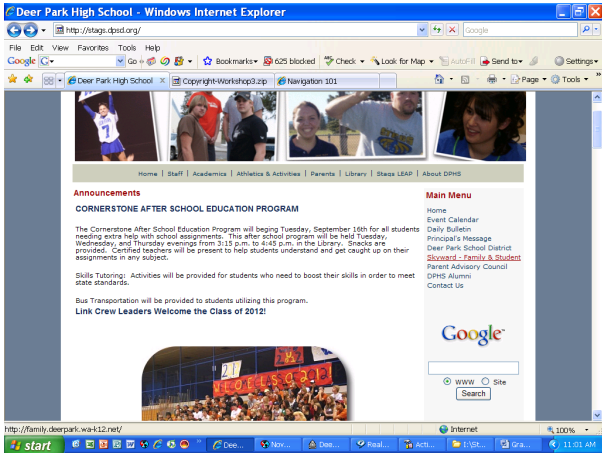 Deer Park High School - Windows Internet Explorer
http://stags.dpsd.org/
Google
File Edit View Favorites Tools Help
Google G Go Bookmarks 625 blocked Check Look for Map AutoFill Send to Settings
Deer Park High School Copyright-Workshop3.zip Navigation 101 Page Tools
7
Home | Staff | Academics | Athletics & Activities | Parents | Library | Stags LEAP | About DPHS
Announcements
CORNERSTONE AFTER SCHOOL EDUCATION PROGRAM
The Cornerstone After School Education Program will beging Tuesday, September 16th for all students
needing extra help with school assignments. This after school program will be held Tuesday,
Wednesday, and Thursday evenings from 3:15 p.m. to 4:45 p.m. in the Library. Snacks are
provided. Certified teachers will be present to help students understand and get caught up on their
assignments in any subject.
Skills Tutoring: Activities will be provided for students who need to boost their skills in order to meet
state standards.
Bus Transportation will be provided to students utilizing this program.
Link Crew Leaders Welcome the Class of 2012!
Main Menu
Home
Event Calendar
Daily Bulletin
Principal's Message
Deer Park School District
Skyward - Family & Student
Parent Advisory Council
DPHS Alumni
Contact Us
Google
WWW Site
Search
http://family.deerpark.wa-k12.net/
Internet
100%
start
Dee...
Nov...
Dee...
Real...
Acti...
I:\St...
Gra...
11:01 AM